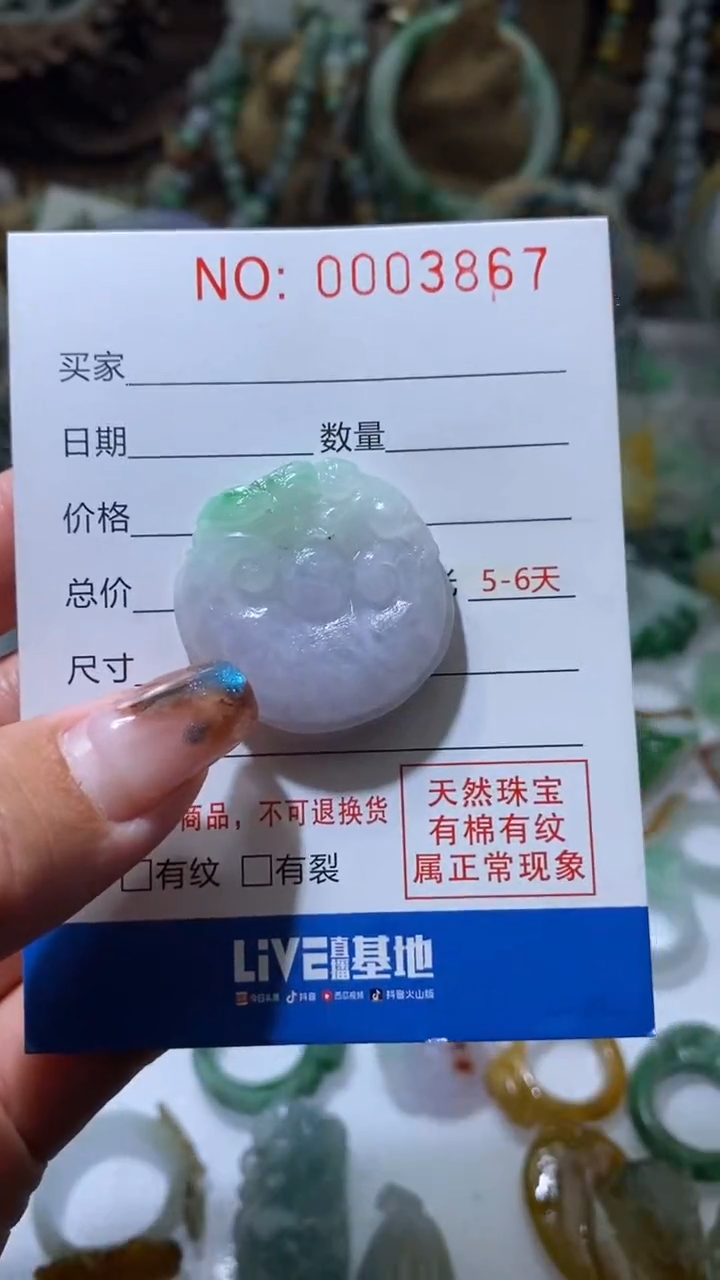 NO: 0003867
买家
日期 数量
价格
总价 5-6天
尺寸
商品，不可退换货
□有纹 □有裂
天然珠宝
有棉有纹
属正常现象
LiVE直播基地
今日头条 抖音 西瓜视频 抖音火山版